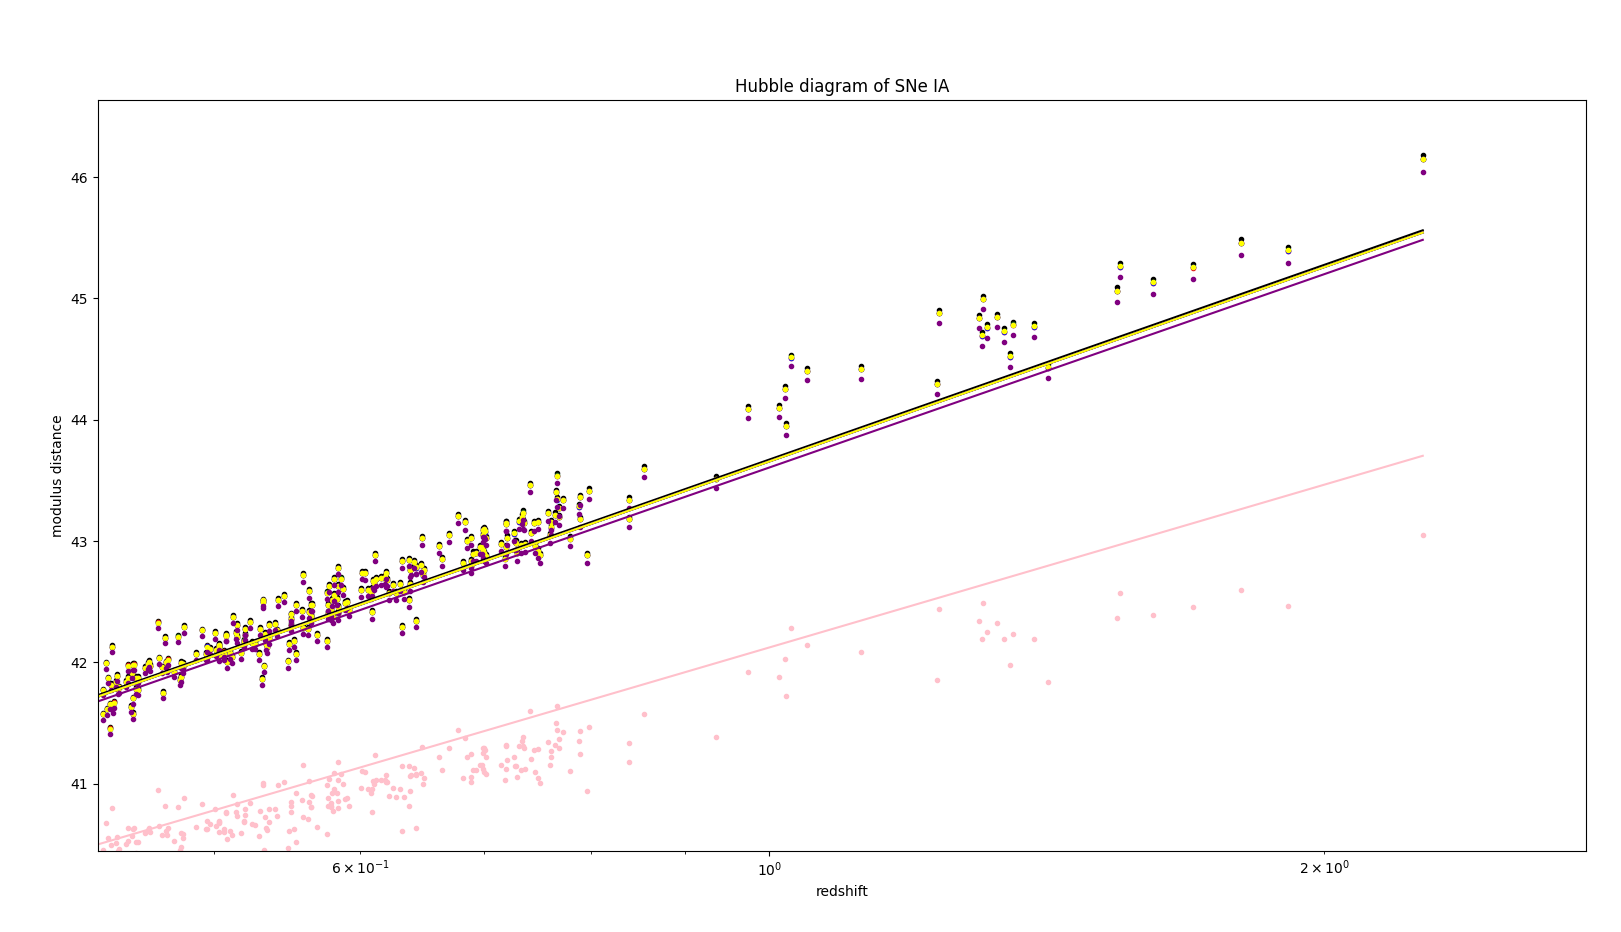 Hubble diagram of SNe IA
modulus distance
46
45
44
43
42
41
6 × 10⁻¹
10⁰
2 × 10⁰
redshift